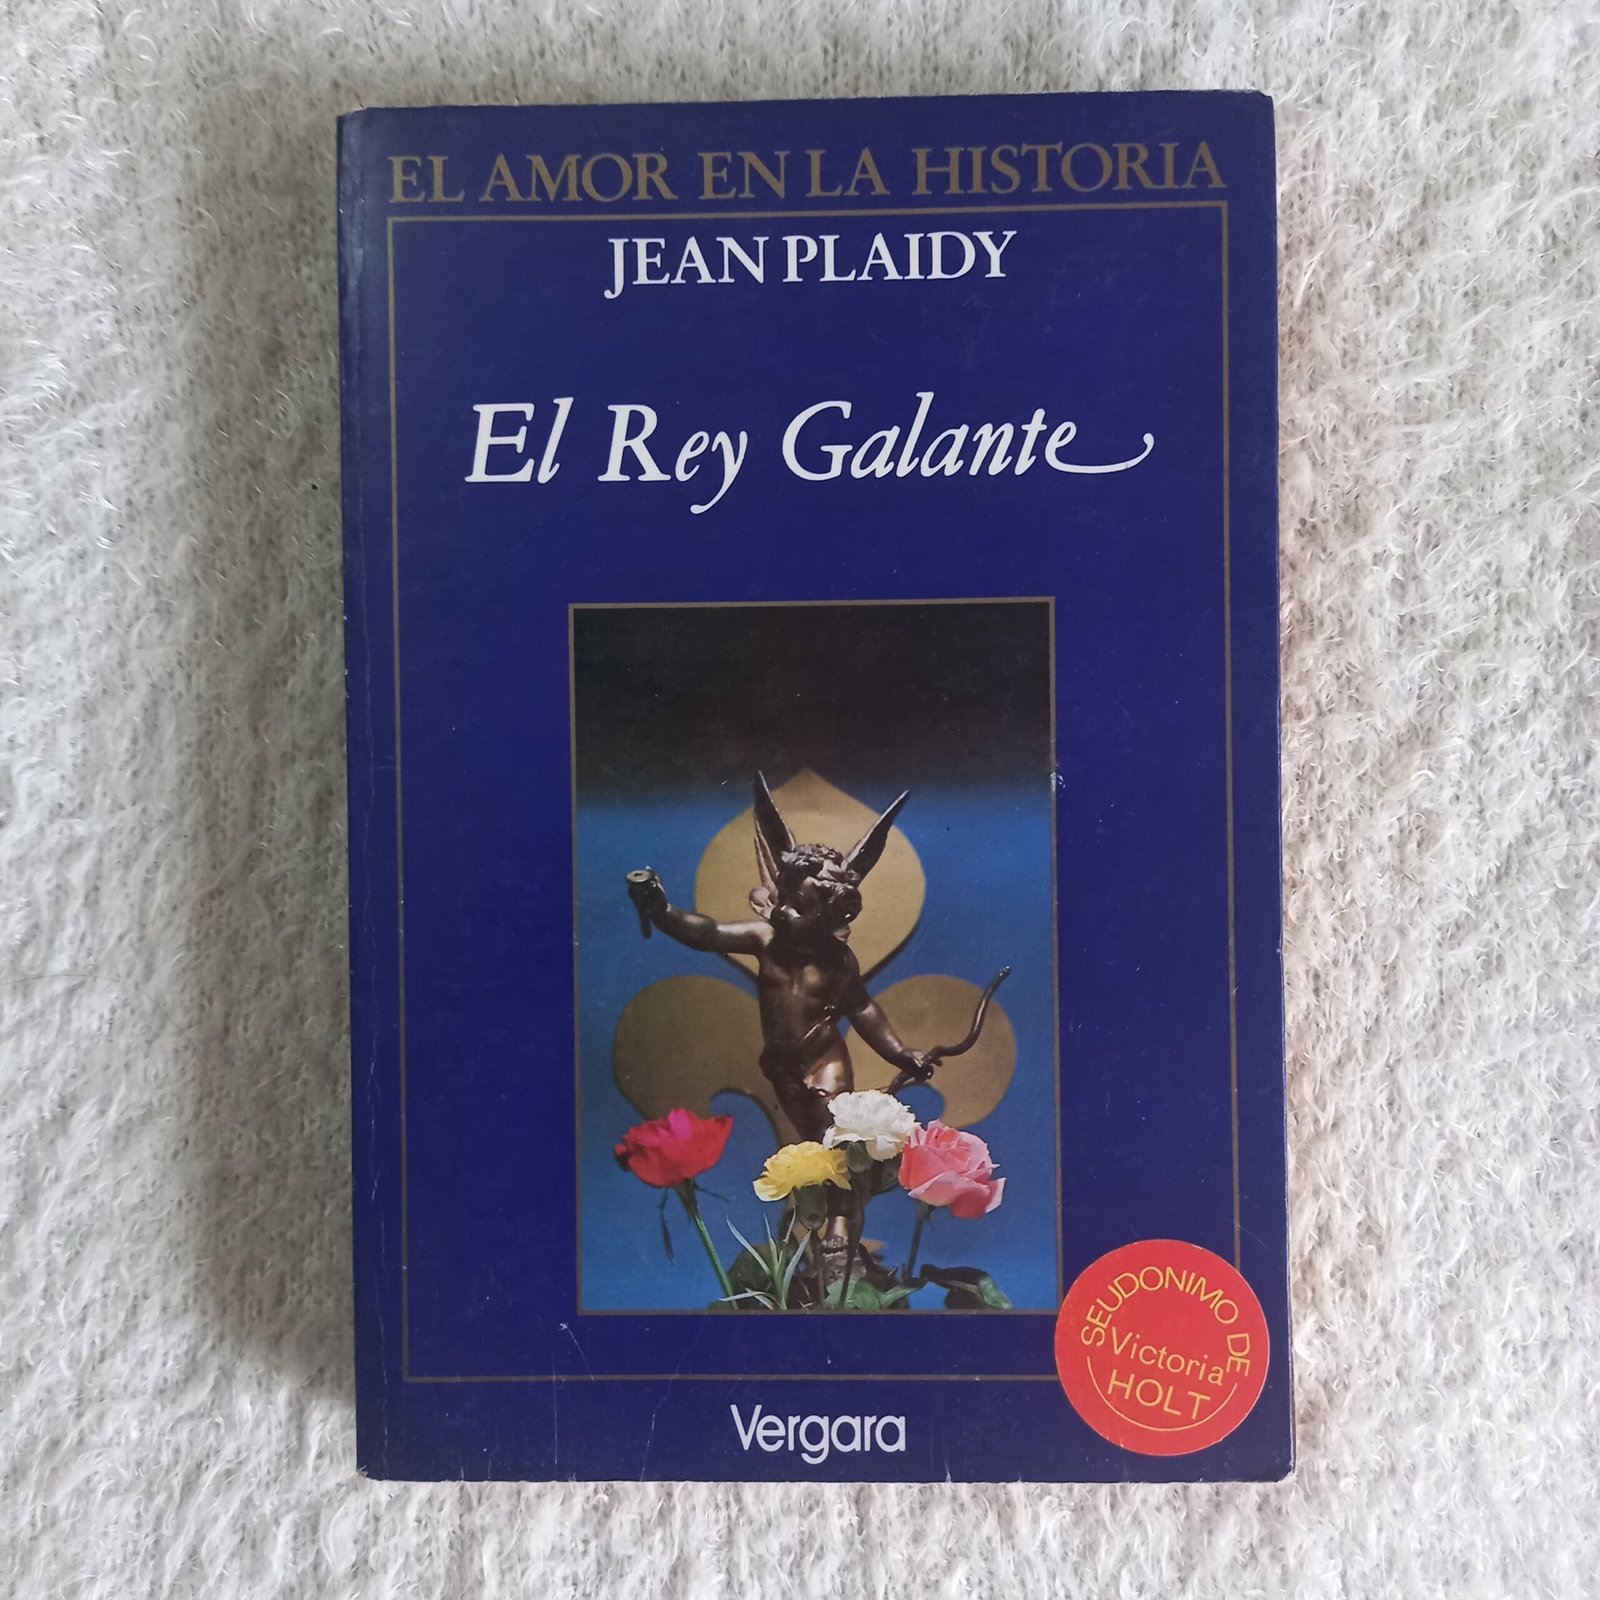 EL AMOR EN LA HISTORIA
JEAN PLAIDY
El Rey Galante
SEUDONIMO DE
Victoria
HOLT
Vergara